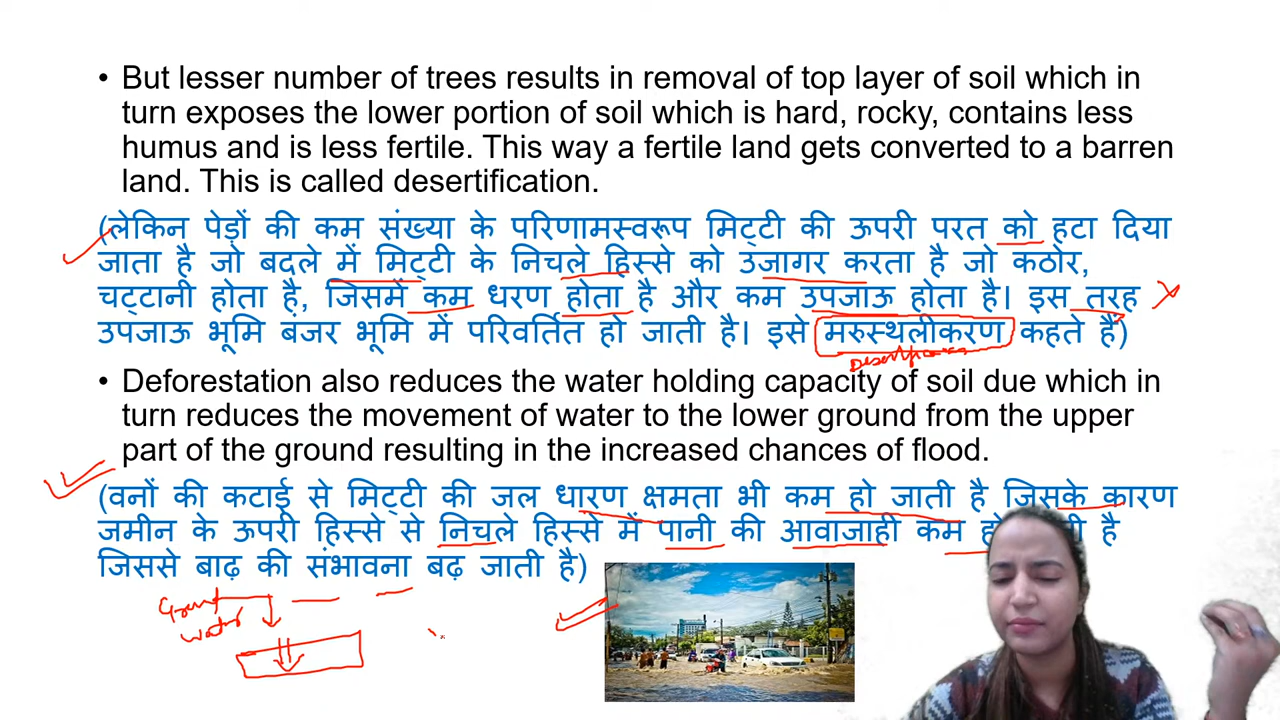 • But lesser number of trees results in removal of top layer of soil which in
turn exposes the lower portion of soil which is hard, rocky, contains less
humus and is less fertile. This way a fertile land gets converted to a barren
land. This is called desertification.
(लेकिन पेड़ों की कम संख्या के परिणामस्वरूप मिट्टी की ऊपरी परत को हटा दिया
जाता है जो बदले में मिट्टी के निचले हिस्से को उजागर करता है जो कठोर,
चट्टानी होता है, जिसमें कम धरण होता है और कम उपजाऊ होता है। इस तरह
उपजाऊ भूमि बंजर भूमि में परिवर्तित हो जाती है। इसे मरुस्थलीकरण कहते हैं)
• Deforestation also reduces the water holding capacity of soil due which in
turn reduces the movement of water to the lower ground from the upper
part of the ground resulting in the increased chances of flood.
(वनों की कटाई से मिट्टी की जल धारण क्षमता भी कम हो जाती है जिसके कारण
जमीन के ऊपरी हिस्से से निचले हिस्से में पानी की आवाजाही कम है
जिससे बाढ़ की संभावना बढ़ जाती है)
Ground
water